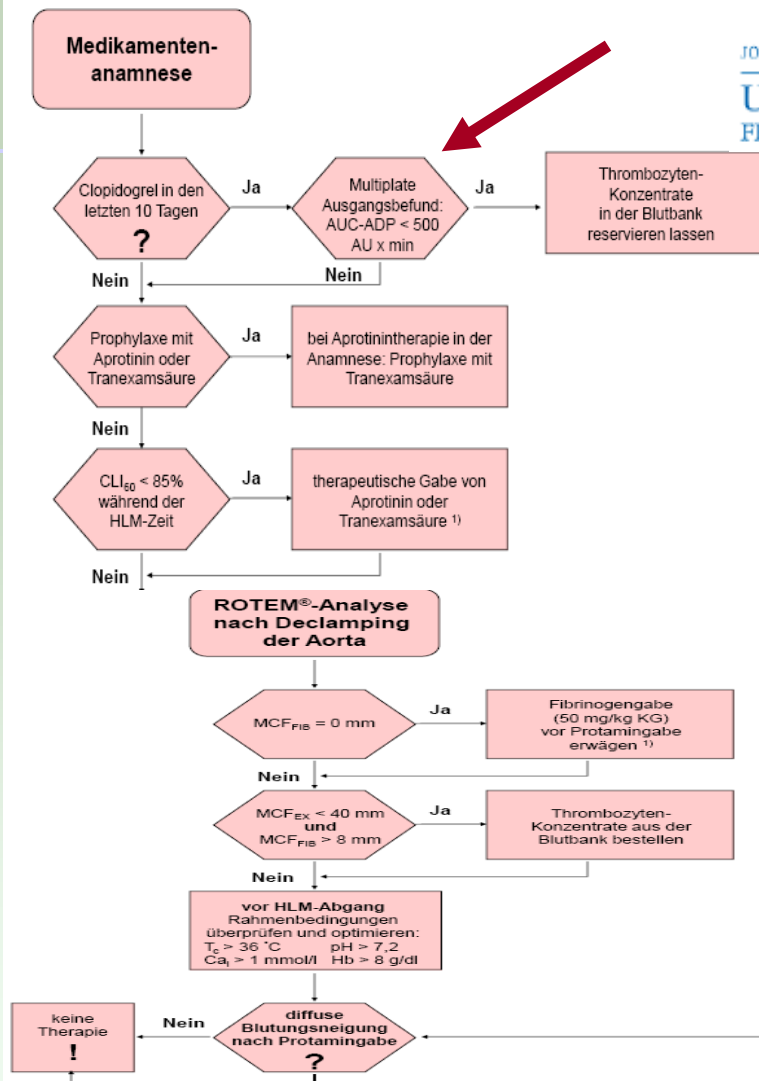 Medikamenten-
anamnese
JO
U
Clopidogrel in den
letzten 10 Tagen
?
Ja
Multiplate
Ausgangsbefund:
AUC-ADP < 500
AU x min
Ja
Thrombozyten-
Konzentrate
in der Blutbank
reservieren lassen
Nein
Nein
Prophylaxe mit
Aprotinin oder
Tranexamsäure
Ja
bei Aprotinintherapie in der
Anamnese: Prophylaxe mit
Tranexamsäure
Nein
CLI60 < 85%
während der
HLM-Zeit
Ja
therapeutische Gabe von
Aprotinin oder
Tranexamsäure 1)
Nein
ROTEM®-Analyse
nach Declamping
der Aorta
MCFFIB = 0 mm
Ja
Fibrinogengabe
(50 mg/kg KG)
vor Protamingabe
erwägen 1)
Nein
MCFEX < 40 mm
und
MCFFIB > 8 mm
Ja
Thrombozyten-
Konzentrate aus der
Blutbank bestellen
Nein
vor HLM-Abgang
Rahmenbedingungen
überprüfen und optimieren:
Tc > 36 °C pH > 7,2
Cai > 1 mmol/l Hb > 8 g/dl
keine
Therapie
!
Nein
diffuse
Blutungsneigung
nach Protamingabe
?